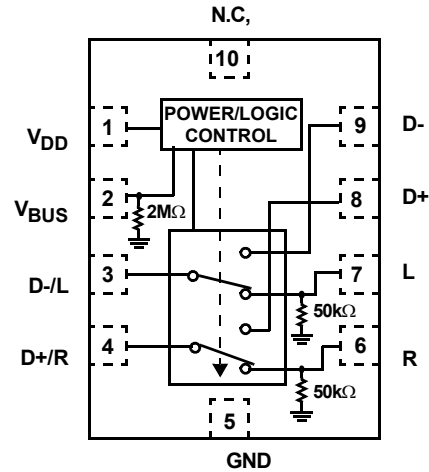 N.C,
10
POWER/LOGIC
CONTROL
1
VDD
9
D-
2
VBUS
2MΩ
8
D+
3
D-/L
7
L
50kΩ
4
D+/R
6
R
50kΩ
5
GND